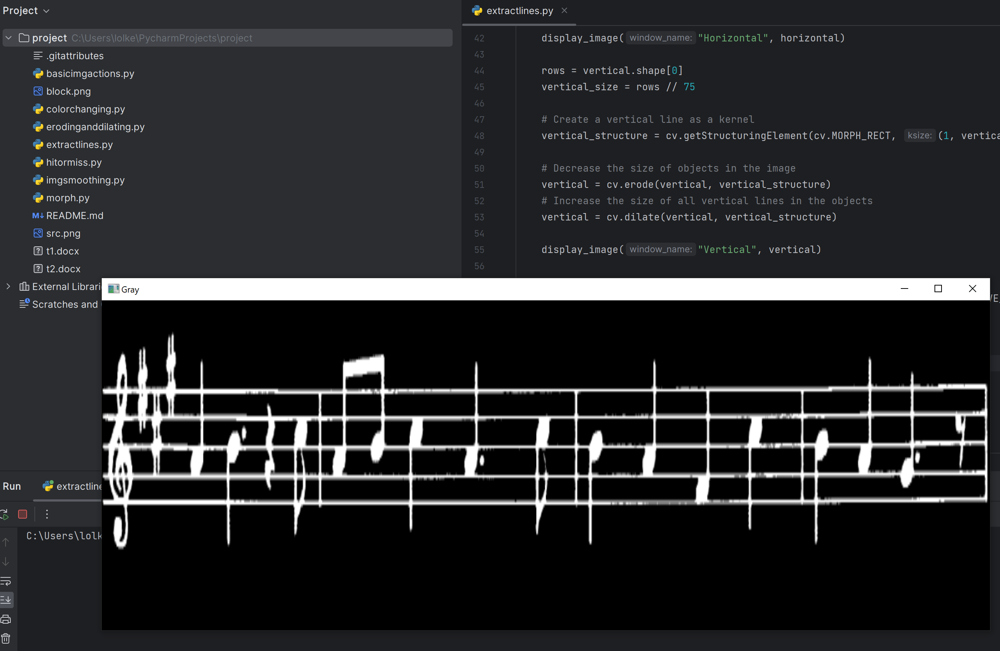 Project
project C:\Users\lolke\PycharmProjects\project
.gitattributes
basicimgactions.py
block.png
colorchanging.py
erodinganddilating.py
extractlines.py
hitormiss.py
imgsmoothing.py
morph.py
README.md
src.png
t1.docx
t2.docx
External Librari
Scratches and
extractlines.py
42 display_image( window_name: "Horizontal", horizontal)
43
44 rows = vertical.shape[0]
45 vertical_size = rows // 75
46
47 # Create a vertical line as a kernel
48 vertical_structure = cv.getStructuringElement(cv.MORPH_RECT, ksize: (1, vertica
49
50 # Decrease the size of objects in the image
51 vertical = cv.erode(vertical, vertical_structure)
52 # Increase the size of all vertical lines in the objects
53 vertical = cv.dilate(vertical, vertical_structure)
54
55 display_image( window_name: "Vertical", vertical)
56
Gray
Run extractline
C:\Users\lolk